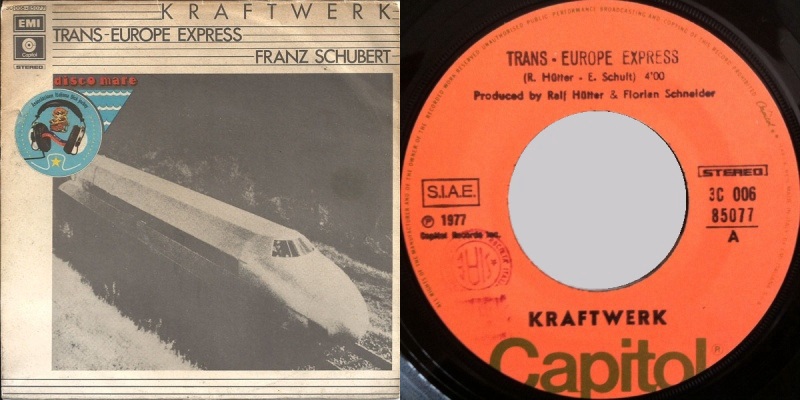 KRAFTWERK
EMI
TRANS-EUROPE EXPRESS
Capitol
FRANZ SCHUBERT
STEREO
disco mare
TRANS - EUROPE EXPRESS
(R. Hütter - E. Schult) 4'00
Produced by Ralf Hütter & Florian Schneider
S.I.A.E.
STEREO
3C 006
85077
A
℗ 1977
Capitol Records Inc.
KRAFTWERK
Capitol